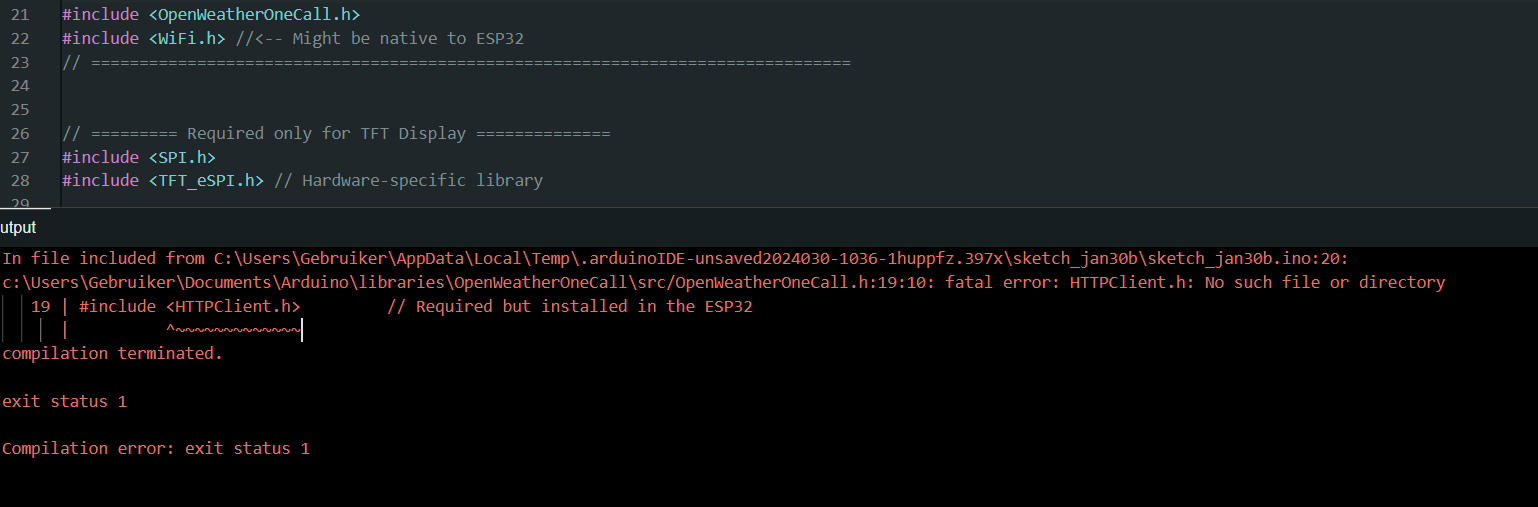 21 #include <OpenWeatherOneCall.h>
22 #include <WiFi.h> //<-- Might be native to ESP32
23 // ===============================================================================
24
25
26 // ========= Required only for TFT Display ==============
27 #include <SPI.h>
28 #include <TFT_eSPI.h> // Hardware-specific library
29
utput
In file included from C:\Users\Gebruiker\AppData\Local\Temp\.arduinoIDE-unsaved2024030-1036-1huppfz.397x\sketch_jan30b\sketch_jan30b.ino:20:
c:\Users\Gebruiker\Documents\Arduino\libraries\OpenWeatherOneCall\src/OpenWeatherOneCall.h:19:10: fatal error: HTTPClient.h: No such file or directory
19 | #include <HTTPClient.h> // Required but installed in the ESP32
| ^~~~~~~~~~~~~~
compilation terminated.
exit status 1
Compilation error: exit status 1